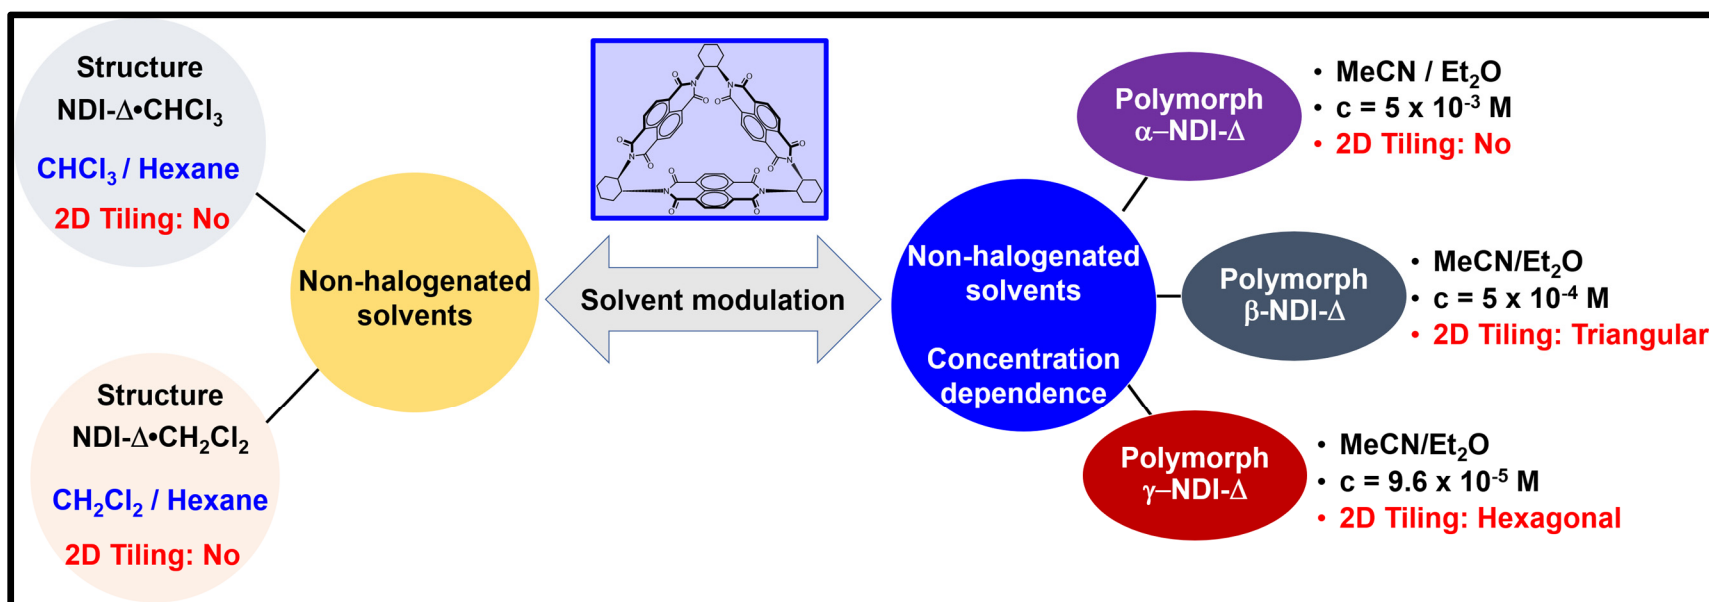 Structure
NDI-Δ•CHCl₃
CHCl₃ / Hexane
2D Tiling: No
Non-halogenated
solvents
Structure
NDI-Δ•CH₂Cl₂
CH₂Cl₂ / Hexane
2D Tiling: No
O
O
N
N
O
O
O
O
O
O
N
N
O
O
O
O
N
N
O
O
Solvent modulation
Non-halogenated
solvents
Concentration
dependence
Polymorph
α–NDI-Δ
• MeCN / Et₂O
• c = 5 x 10⁻³ M
• 2D Tiling: No
Polymorph
β-NDI-Δ
• MeCN/Et₂O
• c = 5 x 10⁻⁴ M
• 2D Tiling: Triangular
Polymorph
γ–NDI-Δ
• MeCN/Et₂O
• c = 9.6 x 10⁻⁵ M
• 2D Tiling: Hexagonal